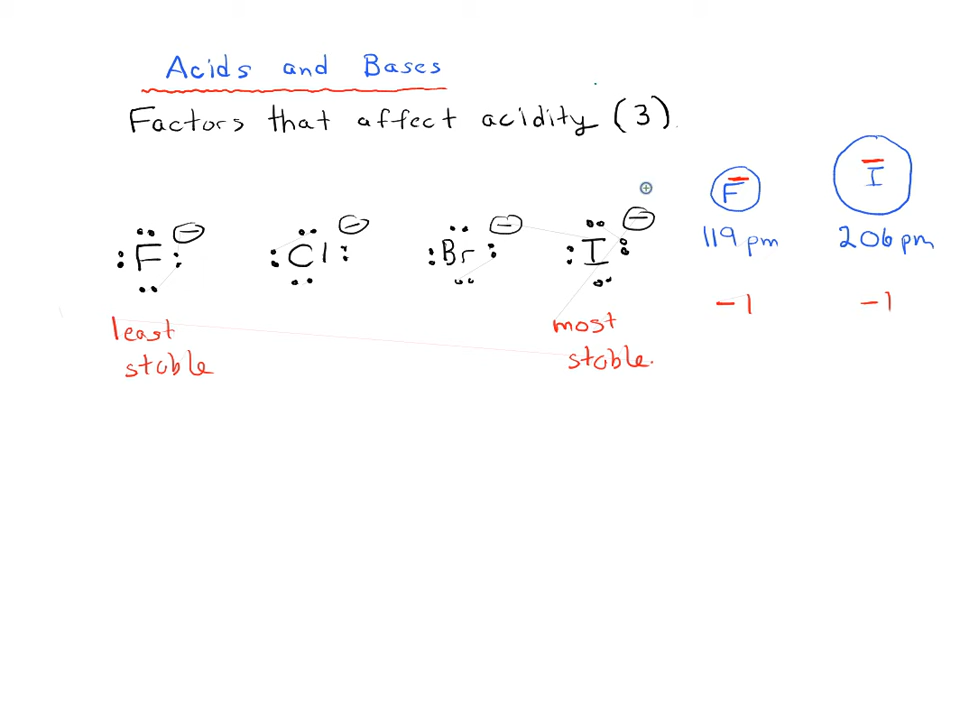 Acids and Bases
Factors that affect acidity (3).
F⁻ I⁻
:F: ⊖ :Cl: ⊖ :Br: ⊖ :I: ⊖ 119 pm 206 pm
-1 -1
least most
stable stable.